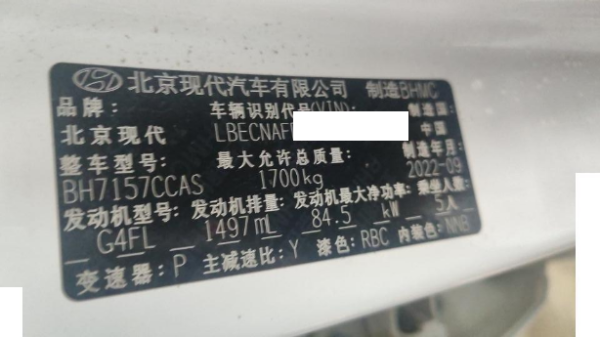 北京现代汽车有限公司 制造BHMC
品牌: 车辆识别代号(VIN): 制造国:
北京现代 LBECNAF 中国
整车型号: 最大允许总质量: 制造年月:
BH7157CCAS 1700kg 2022-09
发动机型号: 发动机排量: 发动机最大净功率: 乘坐人数:
G4FL 1497mL 84.5 kW 5人
变速器: P 主减速比: Y 漆色: RBC 内装色: NNB